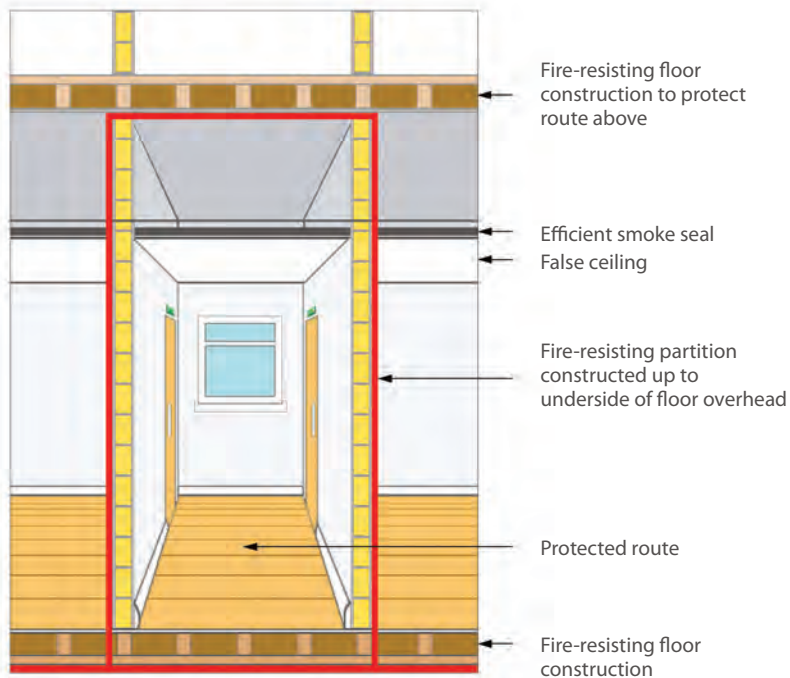 Fire-resisting floor
construction to protect
route above
Efficient smoke seal
False ceiling
Fire-resisting partition
constructed up to
underside of floor overhead
Protected route
Fire-resisting floor
construction